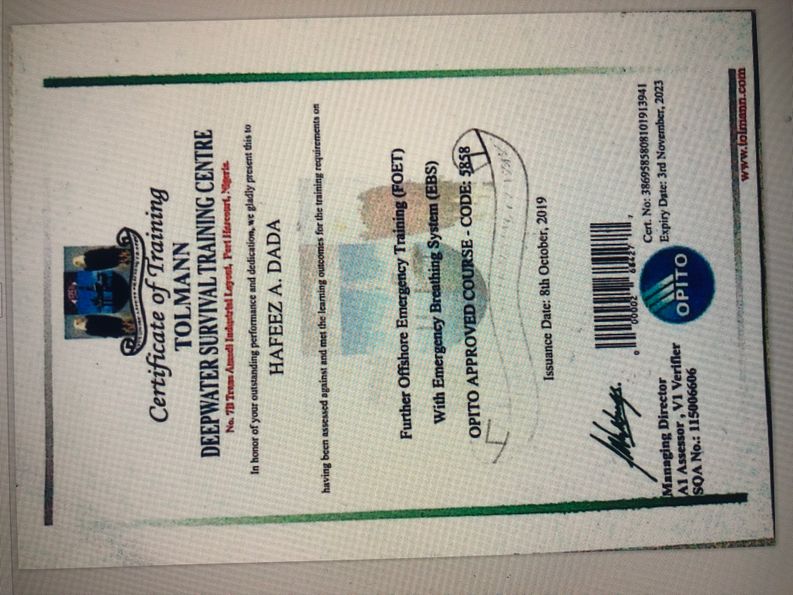 Certificate of Training
TOLMANN
DEEPWATER SURVIVAL TRAINING CENTRE
No. 7B Trans Amadi Industrial Layout, Port Harcourt, Nigeria.
In honor of your outstanding performance and dedication, we gladly present this to
HAFEEZ A. DADA
having been assessed against and met the learning outcomes for the training requirements on
Further Offshore Emergency Training (FOET)
With Emergency Breathing System (EBS)
OPITO APPROVED COURSE - CODE: 5858
Issuance Date: 8th October, 2019
0 00002 68427 7
Managing Director
A1 Assessor , V1 Verifier
SQA No.: 115006606
OPITO
Cert. No: 3869585808101913941
Expiry Date: 3rd November, 2023
www.tolmann.com